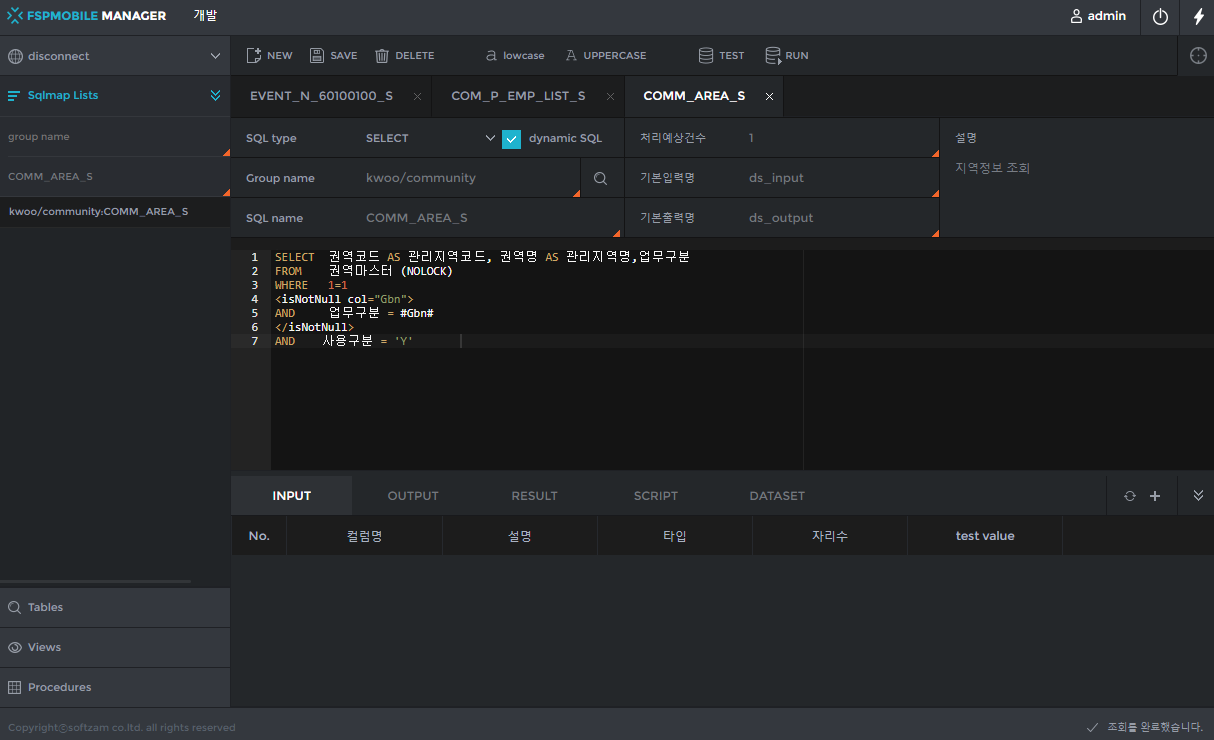 FSPMOBILE MANAGER 개발 admin
disconnect NEW SAVE DELETE a lowcase A UPPERCASE TEST RUN
Sqlmap Lists EVENT_N_60100100_S COM_P_EMP_LIST_S COMM_AREA_S
group name
COMM_AREA_S
kwoo/community:COMM_AREA_S
SQL type SELECT dynamic SQL 처리예상건수 1 설명
지역정보 조회
Group name kwoo/community 기본입력명 ds_input
SQL name COMM_AREA_S 기본출력명 ds_output
1 SELECT 권역코드 AS 관리지역코드, 권역명 AS 관리지역명,업무구분
2 FROM 권역마스터 (NOLOCK)
3 WHERE 1=1
4 <isNotNull col="Gbn">
5 AND 업무구분 = #Gbn#
6 </isNotNull>
7 AND 사용구분 = 'Y'
INPUT OUTPUT RESULT SCRIPT DATASET
No. 컬럼명 설명 타입 자리수 test value
Tables
Views
Procedures
Copyrightⓒsoftzam co.ltd. all rights reserved 조회를 완료했습니다.